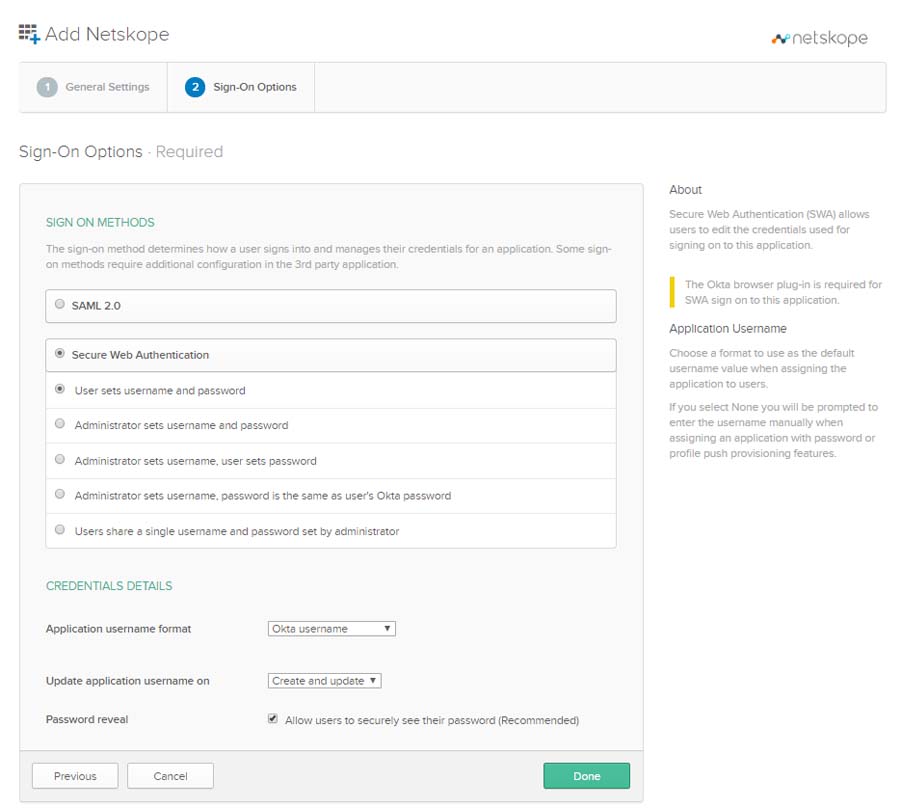 Add Netskope
netskope
1 General Settings
2 Sign-On Options
Sign-On Options · Required
SIGN ON METHODS
The sign-on method determines how a user signs into and manages their credentials for an application. Some sign-
on methods require additional configuration in the 3rd party application.
SAML 2.0
Secure Web Authentication
User sets username and password
Administrator sets username and password
Administrator sets username, user sets password
Administrator sets username, password is the same as user's Okta password
Users share a single username and password set by administrator
CREDENTIALS DETAILS
Application username format
Okta username
Update application username on
Create and update
Password reveal
Allow users to securely see their password (Recommended)
Previous
Cancel
Done
About
Secure Web Authentication (SWA) allows
users to edit the credentials used for
signing on to this application.
The Okta browser plug-in is required for
SWA sign on to this application.
Application Username
Choose a format to use as the default
username value when assigning the
application to users.
If you select None you will be prompted to
enter the username manually when
assigning an application with password or
profile push provisioning features.